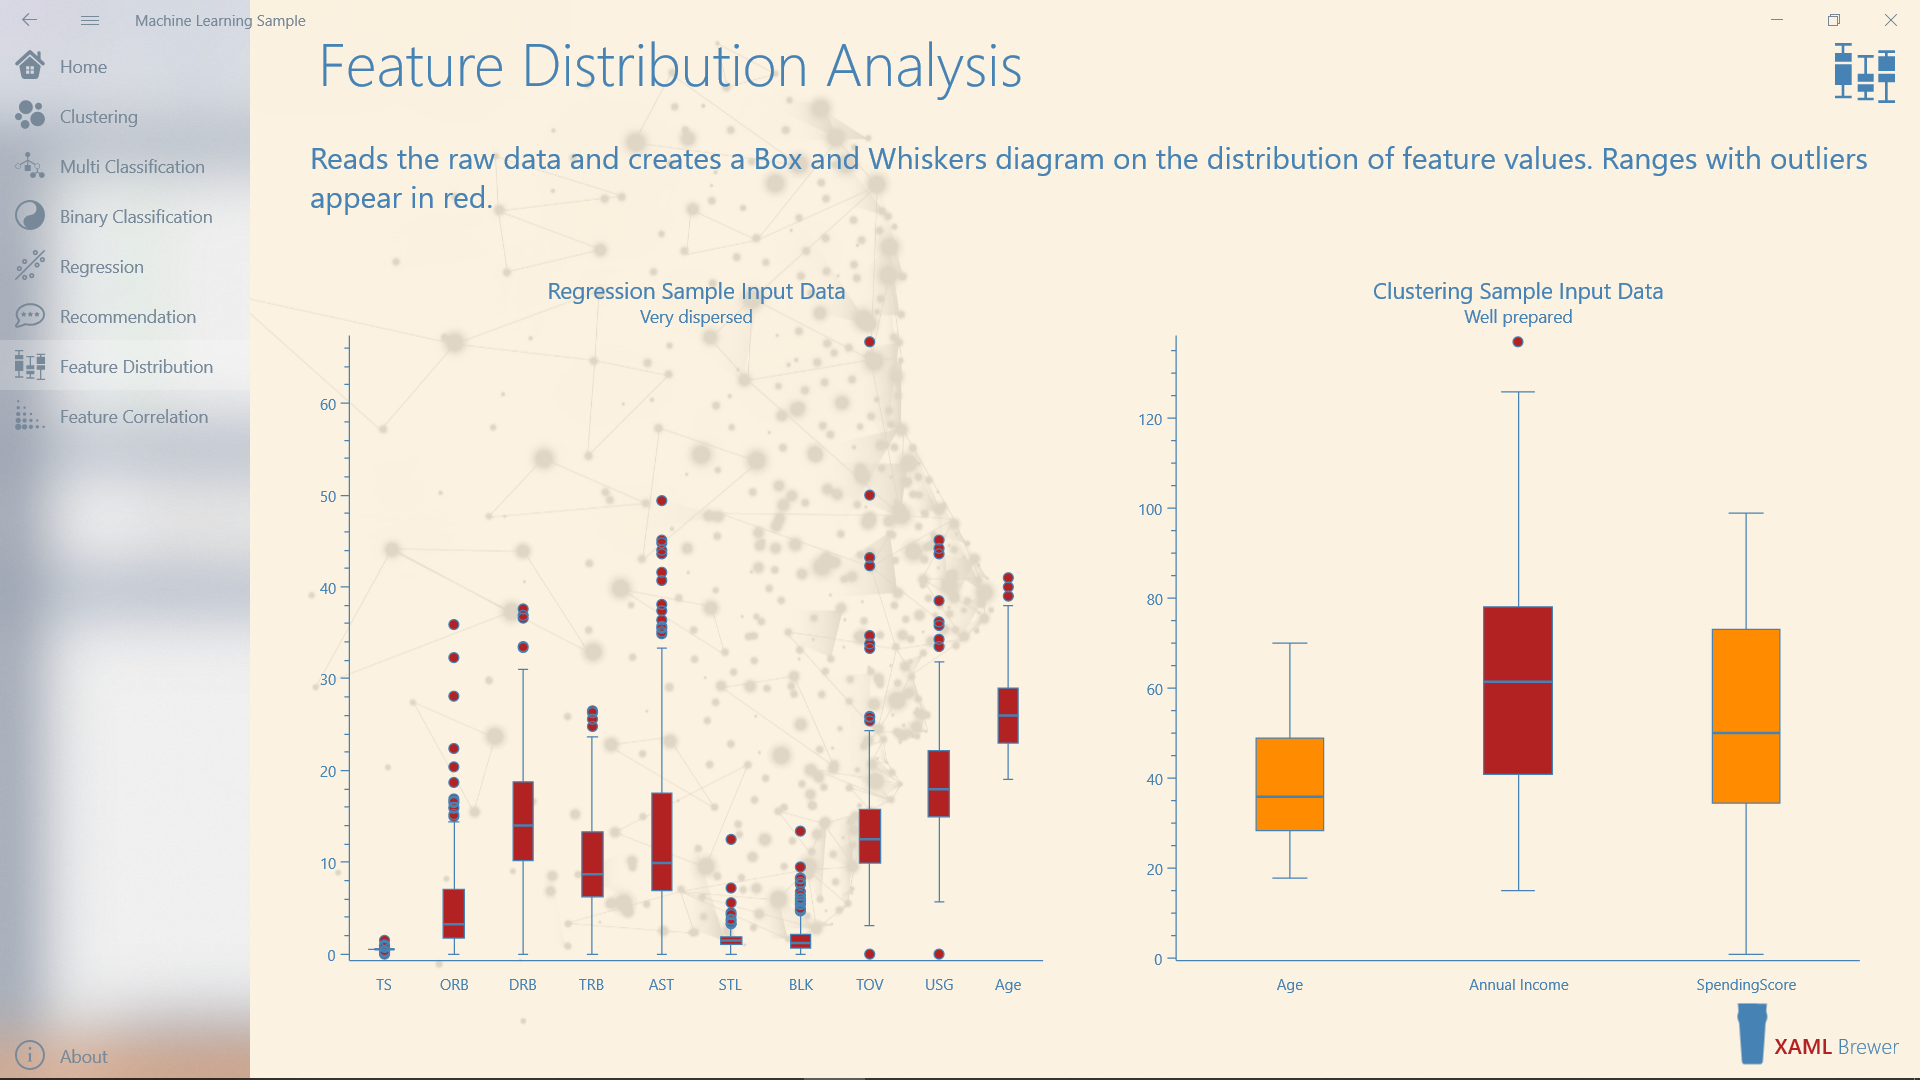 Machine Learning Sample
Home
Clustering
Multi Classification
Binary Classification
Regression
Recommendation
Feature Distribution
Feature Correlation
About
Feature Distribution Analysis
Reads the raw data and creates a Box and Whiskers diagram on the distribution of feature values. Ranges with outliers
appear in red.
Regression Sample Input Data
Very dispersed
60
50
40
30
20
10
0
TS ORB DRB TRB AST STL BLK TOV USG Age
Clustering Sample Input Data
Well prepared
120
100
80
60
40
20
0
Age Annual Income SpendingScore
XAML Brewer